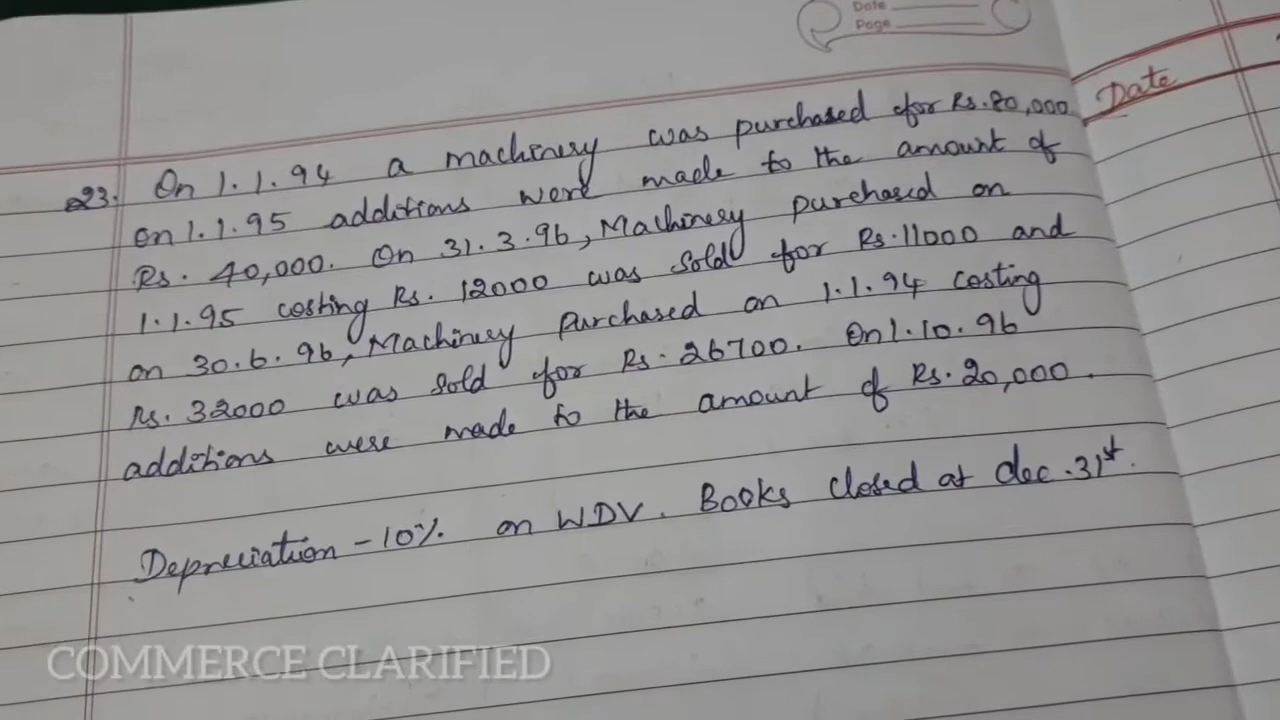 Date
Page
Date
23. On 1.1.94 a machinery was purchased for Rs.80,000
on 1.1.95 additions were made to the amount of
Rs. 40,000. On 31.3.96, Machinery purchased on
1.1.95 costing Rs. 12000 was sold for Rs.11000 and
on 30.6.96, Machinery purchased on 1.1.94 costing
Rs. 32000 was sold for Rs. 26700. On 1.10.96
additions were made to the amount of Rs. 20,000.
Depreciation - 10% on WDV. Books closed at dec.31st.
COMMERCE CLARIFIED